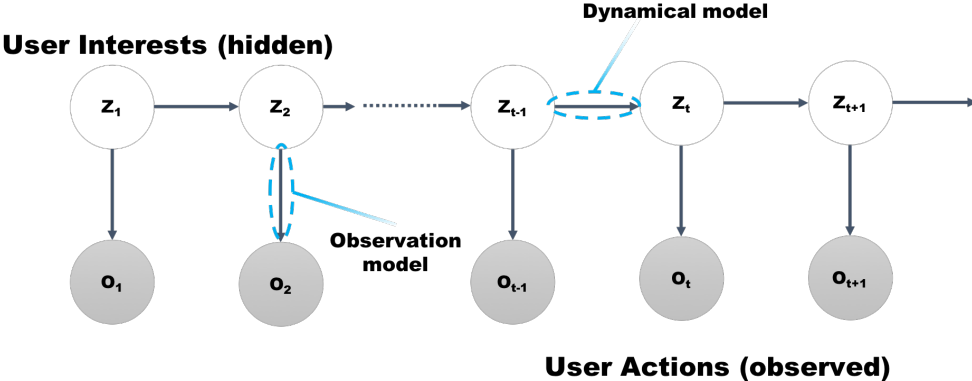 Dynamical model
User Interests (hidden)
Z1 Z2 Zt-1 Zt Zt+1
Observation
model
O1 O2 Ot-1 Ot Ot+1
User Actions (observed)